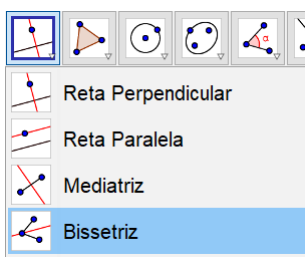 α
Reta Perpendicular
Reta Paralela
Mediatriz
Bissetriz